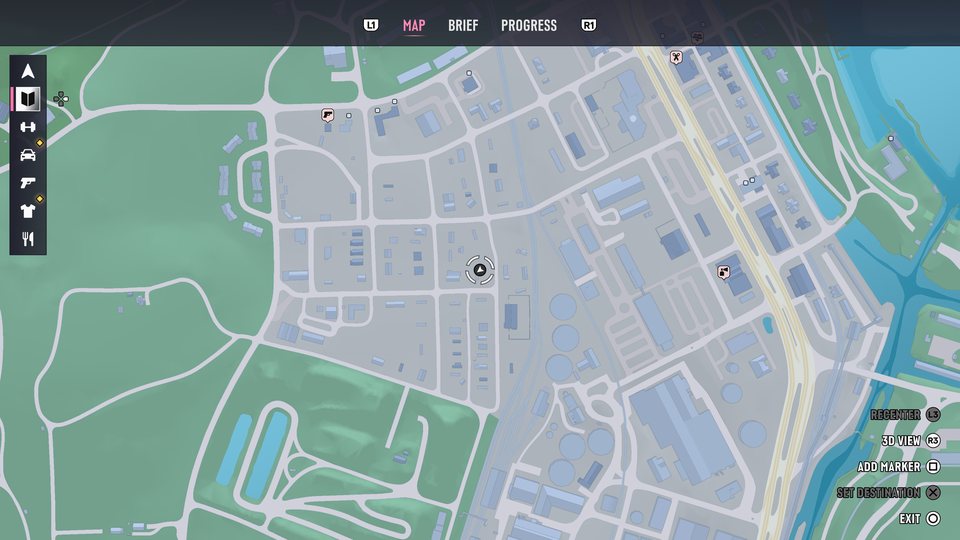 L1 MAP BRIEF PROGRESS R1
RECENTER L3
3D VIEW R3
ADD MARKER
SET DESTINATION
EXIT